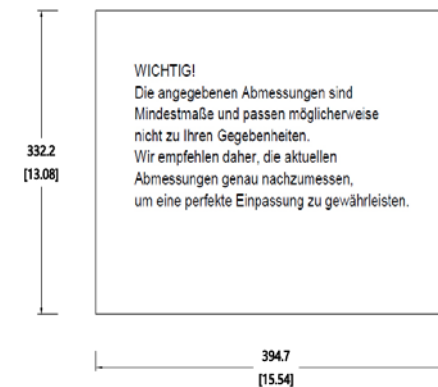 WICHTIG!
Die angegebenen Abmessungen sind
Mindestmaße und passen möglicherweise
nicht zu Ihren Gegebenheiten.
Wir empfehlen daher, die aktuellen
Abmessungen genau nachzumessen,
um eine perfekte Einpassung zu gewährleisten.
332.2
[13.08]
394.7
[15.54]